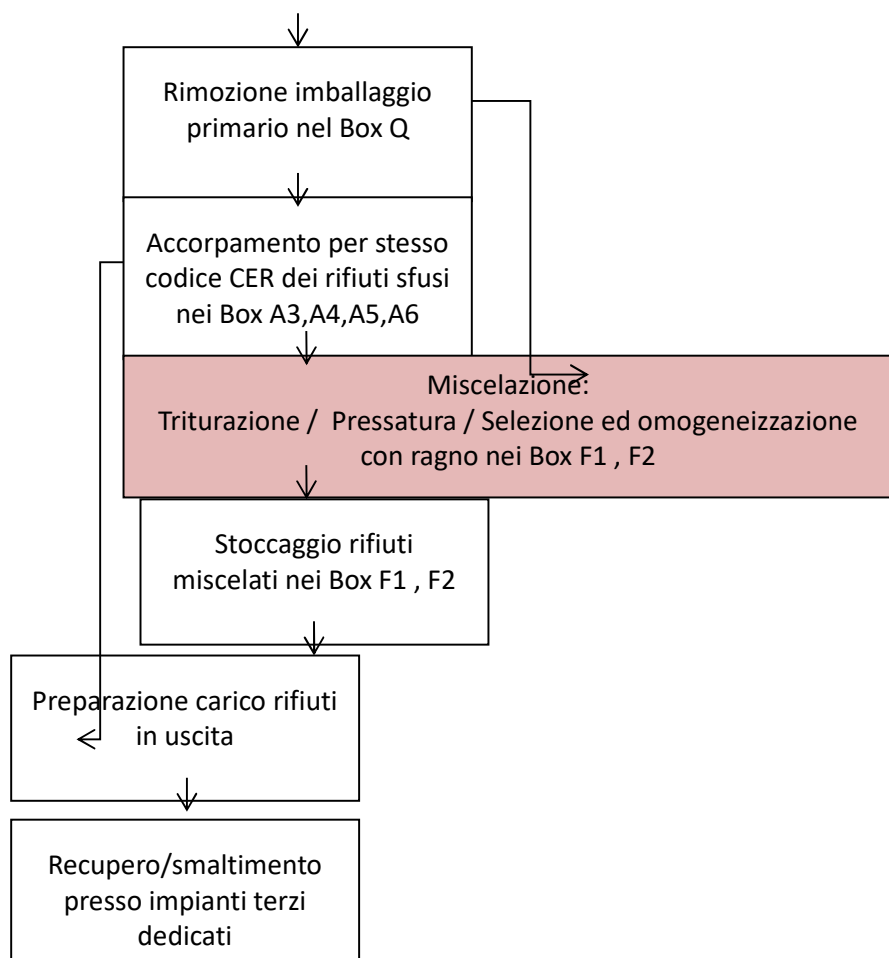 Rimozione imballaggio
primario nel Box Q
Accorpamento per stesso
codice CER dei rifiuti sfusi
nei Box A3,A4,A5,A6
Miscelazione:
Triturazione / Pressatura / Selezione ed omogeneizzazione
con ragno nei Box F1 , F2
Stoccaggio rifiuti
miscelati nei Box F1 , F2
Preparazione carico rifiuti
in uscita
Recupero/smaltimento
presso impianti terzi
dedicati